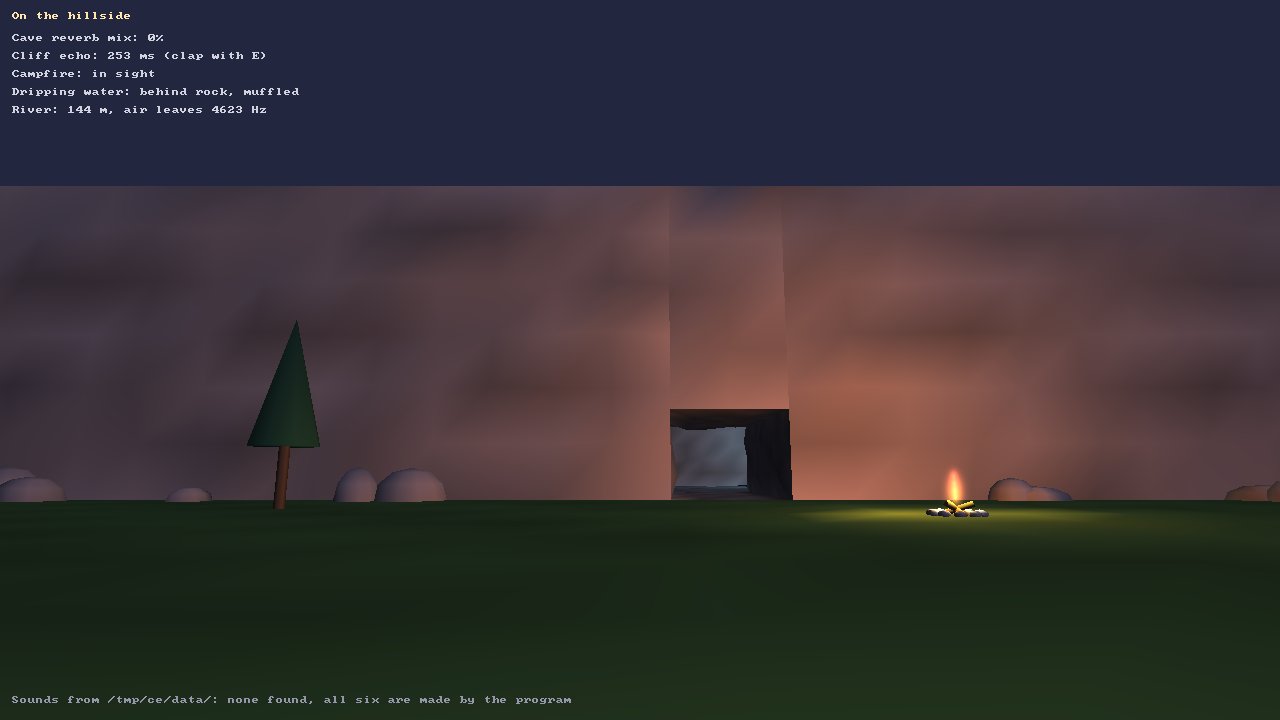 On the hillside
Cave reverb mix: 0%
Cliff echo: 253 ms (clap with E)
Campfire: in sight
Dripping water: behind rock, muffled
River: 144 m, air leaves 4623 Hz
Sounds from /tmp/ce/data/: none found, all six are made by the program